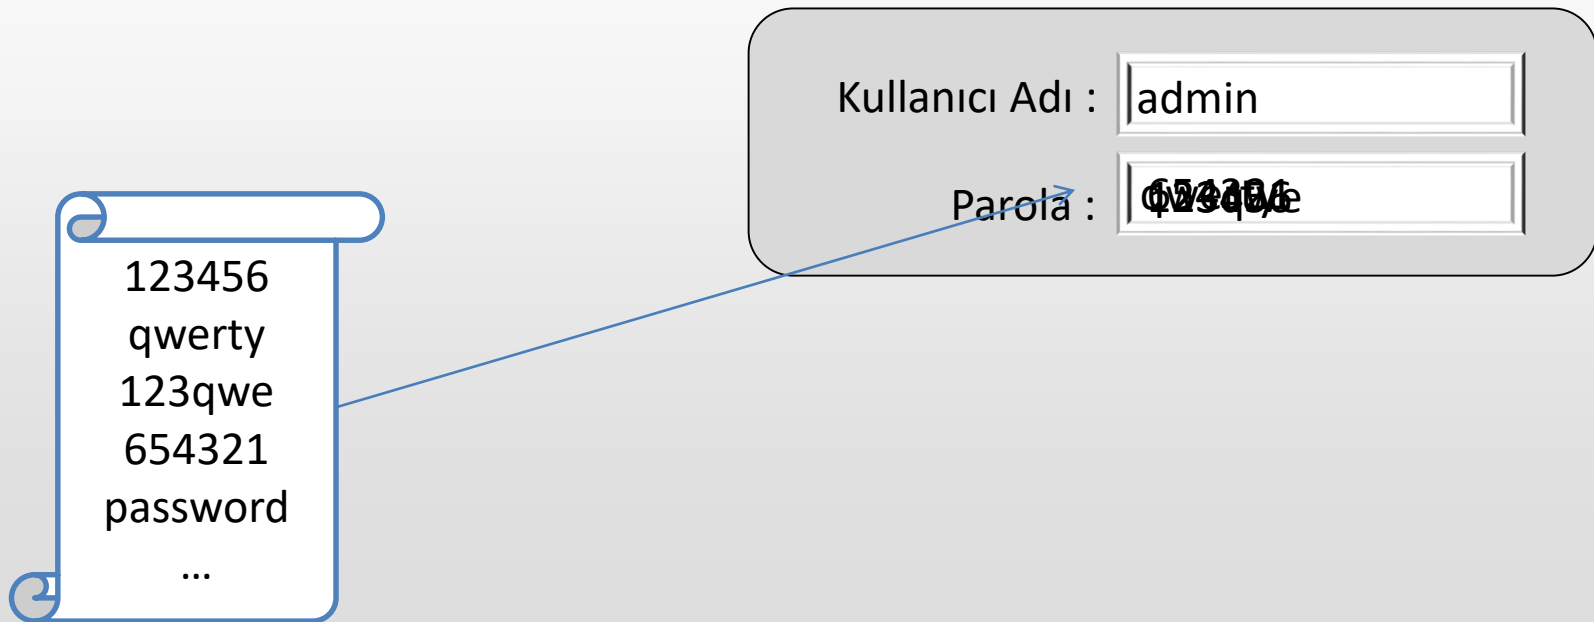 Kullanıcı Adı : admin
Parola :
123456
qwerty
123qwe
654321
password
...